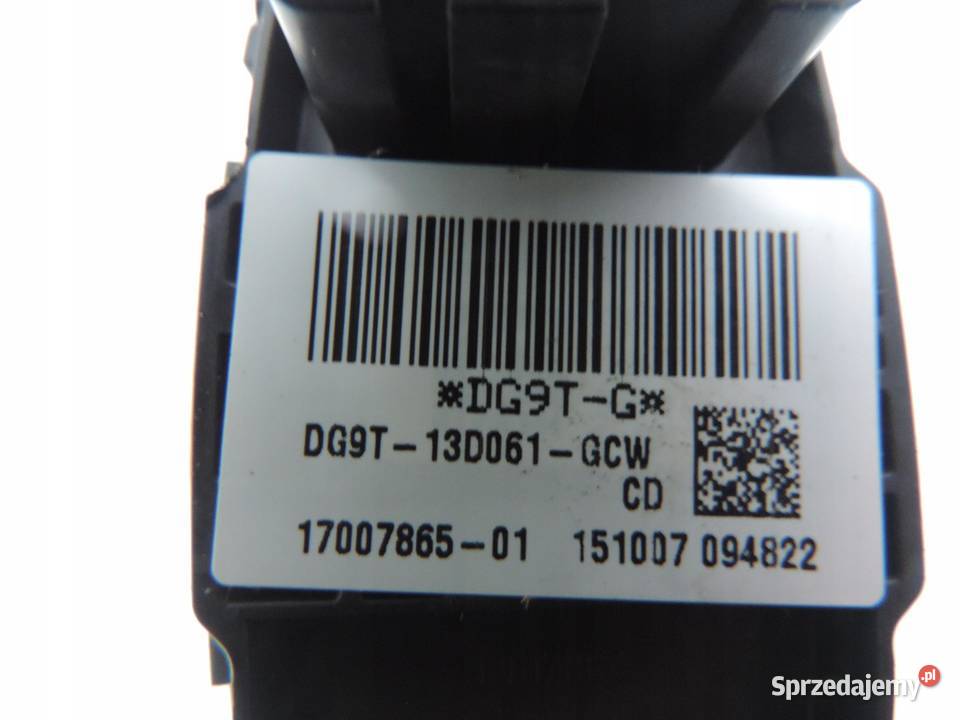 *DG9T-G*
DG9T-13D061-GCW
CD
17007865-01 151007 094822
Sprzedajemy.pl